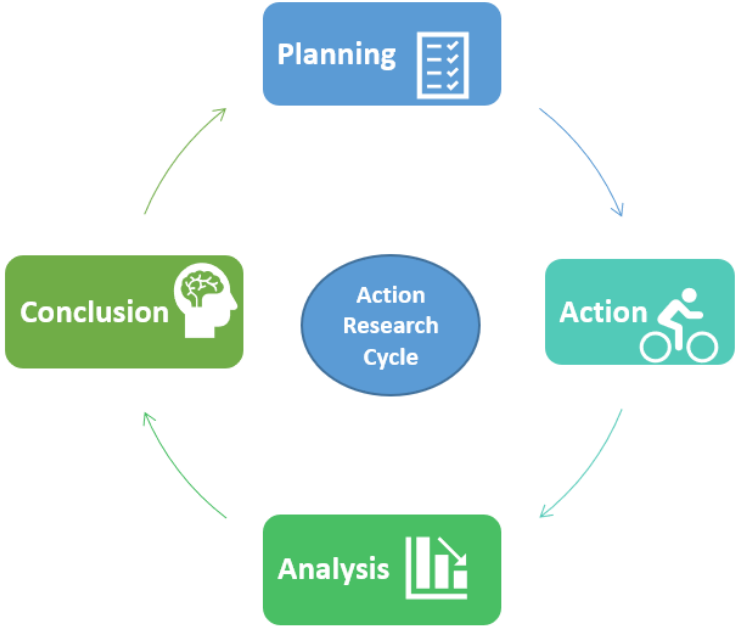 Planning
Conclusion
Action
Research
Cycle
Action
Analysis